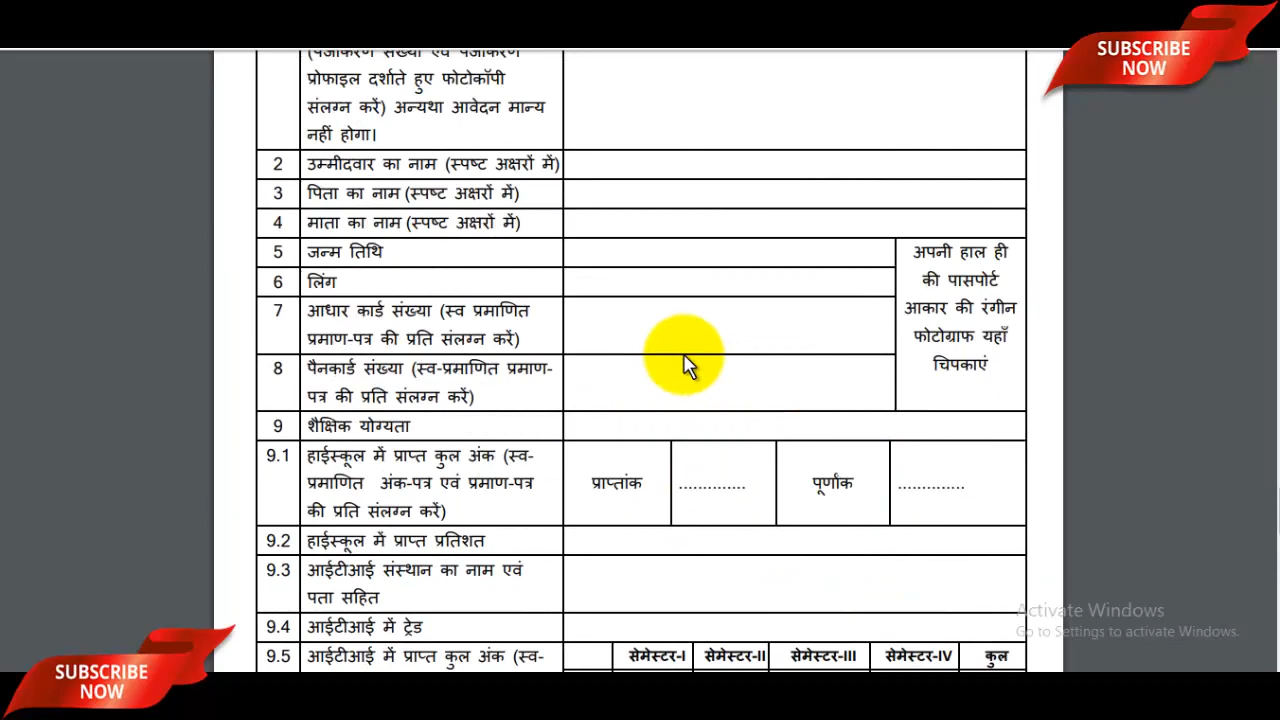 SUBSCRIBE
NOW
(पंजीकरण संख्या एवं पंजीकरण
प्रोफाइल दर्शाते हुए फोटोकॉपी
संलग्न करें) अन्यथा आवेदन मान्य
नहीं होगा।
2 उम्मीदवार का नाम (स्पष्ट अक्षरों में)
3 पिता का नाम (स्पष्ट अक्षरों में)
4 माता का नाम (स्पष्ट अक्षरों में)
5 जन्म तिथि
6 लिंग
अपनी हाल ही
की पासपोर्ट
आकार की रंगीन
फोटोग्राफ यहाँ
चिपकाएं
7 आधार कार्ड संख्या (स्व प्रमाणित
प्रमाण-पत्र की प्रति संलग्न करें)
8 पैनकार्ड संख्या (स्व-प्रमाणित प्रमाण-
पत्र की प्रति संलग्न करें)
9 शैक्षिक योग्यता
9.1 हाईस्कूल में प्राप्त कुल अंक (स्व-
प्रमाणित अंक-पत्र एवं प्रमाण-पत्र
की प्रति संलग्न करें)
प्राप्तांक ............. पूर्णांक .............
9.2 हाईस्कूल में प्राप्त प्रतिशत
9.3 आईटीआई संस्थान का नाम एवं
पता सहित
9.4 आईटीआई में ट्रेड
9.5 आईटीआई में प्राप्त कुल अंक (स्व-
सेमेस्टर-I सेमेस्टर-II सेमेस्टर-III सेमेस्टर-IV कुल
Activate Windows
Go to Settings to activate Windows.
SUBSCRIBE
NOW